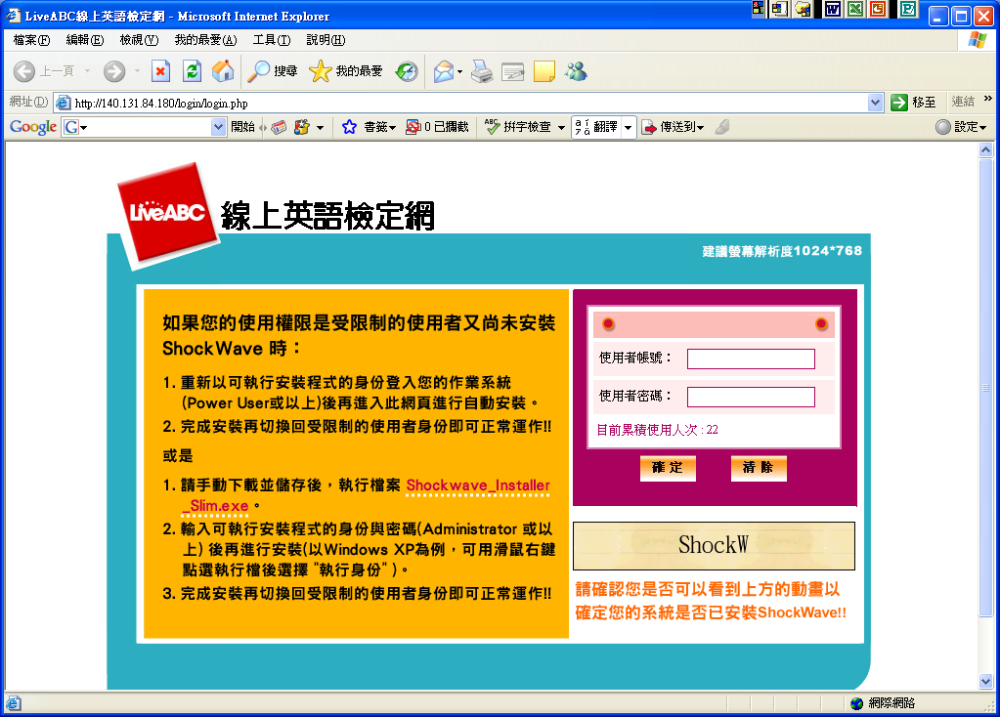 LiveABC線上英語檢定網 - Microsoft Internet Explorer
檔案(F) 編輯(E) 檢視(V) 我的最愛(A) 工具(T) 說明(H)
上一頁 搜尋 我的最愛
網址(D) http://140.131.84.180/login/login.php 移至 連結 »
Google G 開始 書籤 0 已攔截 ABC 拼字檢查 翻譯 傳送到 設定
LiveABC 線上英語檢定網
建議螢幕解析度1024*768
如果您的使用權限是受限制的使用者又尚未安裝
ShockWave 時：
1. 重新以可執行安裝程式的身份登入您的作業系統
(Power User或以上)後再進入此網頁進行自動安裝。
2. 完成安裝再切換回受限制的使用者身份即可正常運作!!
或是
1. 請手動下載並儲存後，執行檔案 Shockwave_Installer
_Slim.exe。
2. 輸入可執行安裝程式的身份與密碼(Administrator 或以
上) 後再進行安裝(以Windows XP為例，可用滑鼠右鍵
點選執行檔後選擇 "執行身份" )。
3. 完成安裝再切換回受限制的使用者身份即可正常運作!!
使用者帳號：
使用者密碼：
目前累積使用人次 : 22
確定 清除
ShockW
請確認您是否可以看到上方的動畫以
確定您的系統是否已安裝ShockWave!!
網際網路